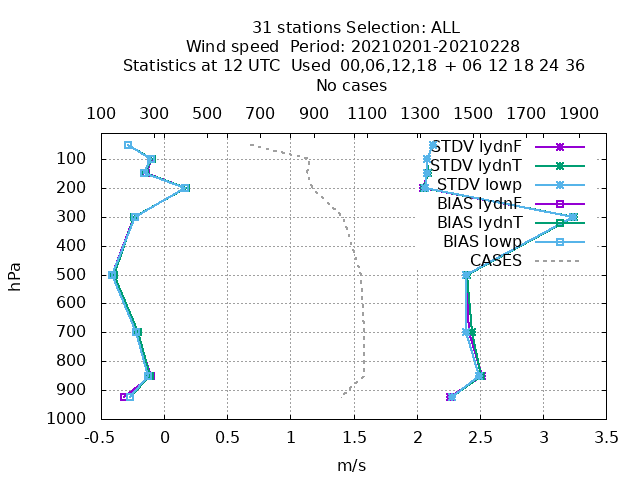 31 stations Selection: ALL
Wind speed  Period: 20210201-20210228
Statistics at 12 UTC  Used  00,06,12,18  + 06 12 18 24 36
No cases
100 300 500 700 900 1100 1300 1500 1700 1900
STDV lydnF
100
STDV lydnT
200
STDV lowp
BIAS lydnF
300
BIAS lydnT
400
BIAS lowp
CASES
500
600
700
800
900
1000
hPa
-0.5 0 0.5 1 1.5 2 2.5 3 3.5
m/s